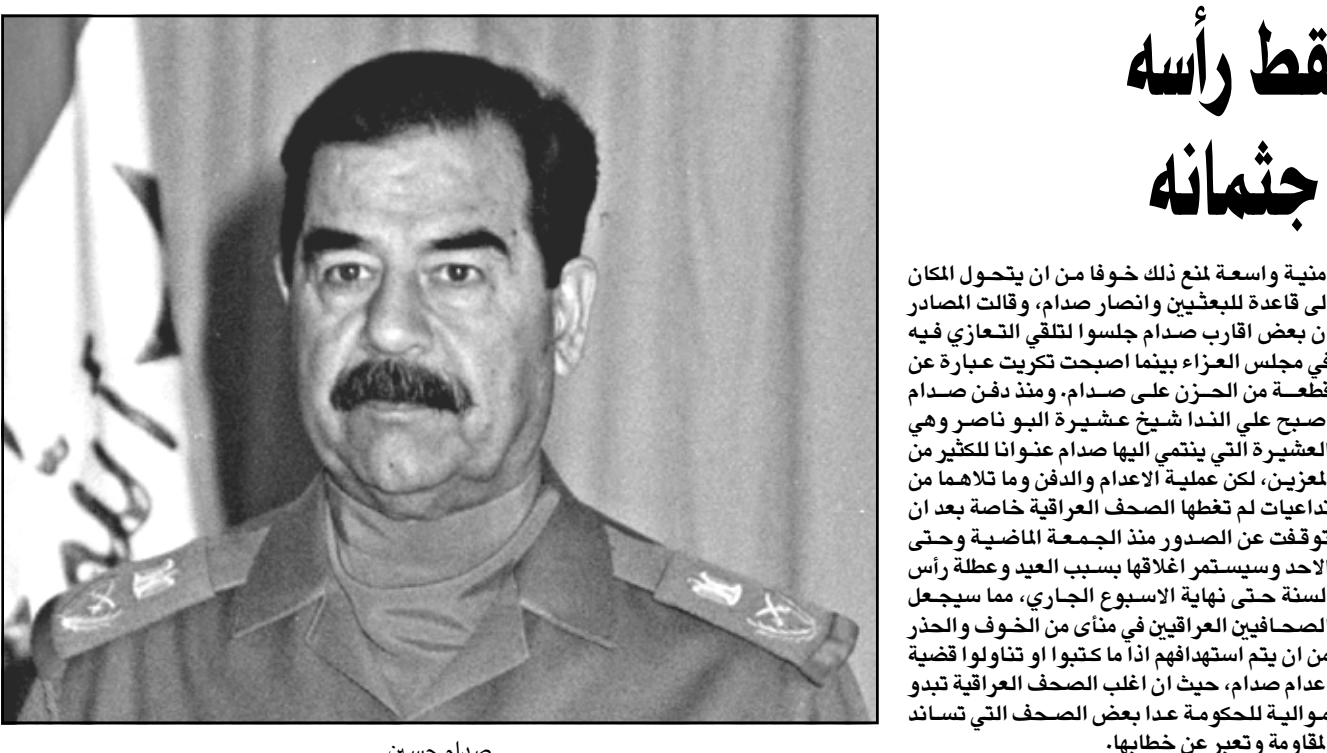 قط رأسه
جثمانه
منية واسعة لمنع ذلك خوفا من ان يتحول المكان
لى قاعدة للبعثيين وانصار صدام، وقالت المصادر
ن بعض اقارب صدام جلسوا لتلقي التعازي فيه
في مجلس العزاء بينما اصبحت تكريت عبارة عن
قطعة من الحزن على صدام. ومنذ دفن صدام
صبح علي الندا شيخ عشيرة البو ناصر وهي
العشيرة التي ينتمي اليها صدام عنوانا للكثير من
لمعزين، لكن عملية الاعدام والدفن وما تلاهما من
تداعيات لم تغطها الصحف العراقية خاصة بعد ان
توقفت عن الصدور منذ الجمعة الماضية وحتى
الاحد وسيستمر اغلاقها بسبب العيد وعطلة رأس
لسنة حتى نهاية الاسبوع الجاري، مما سيجعل
لصحافيين العراقيين في منأى من الخوف والحذر
من ان يتم استهدافهم اذا ما كتبوا او تناولوا قضية
عدام صدام، حيث ان اغلب الصحف العراقية تبدو
موالية للحكومة عدا بعض الصحف التي تساند
لمقاومة وتعبر عن خطابها.
صدام حسين